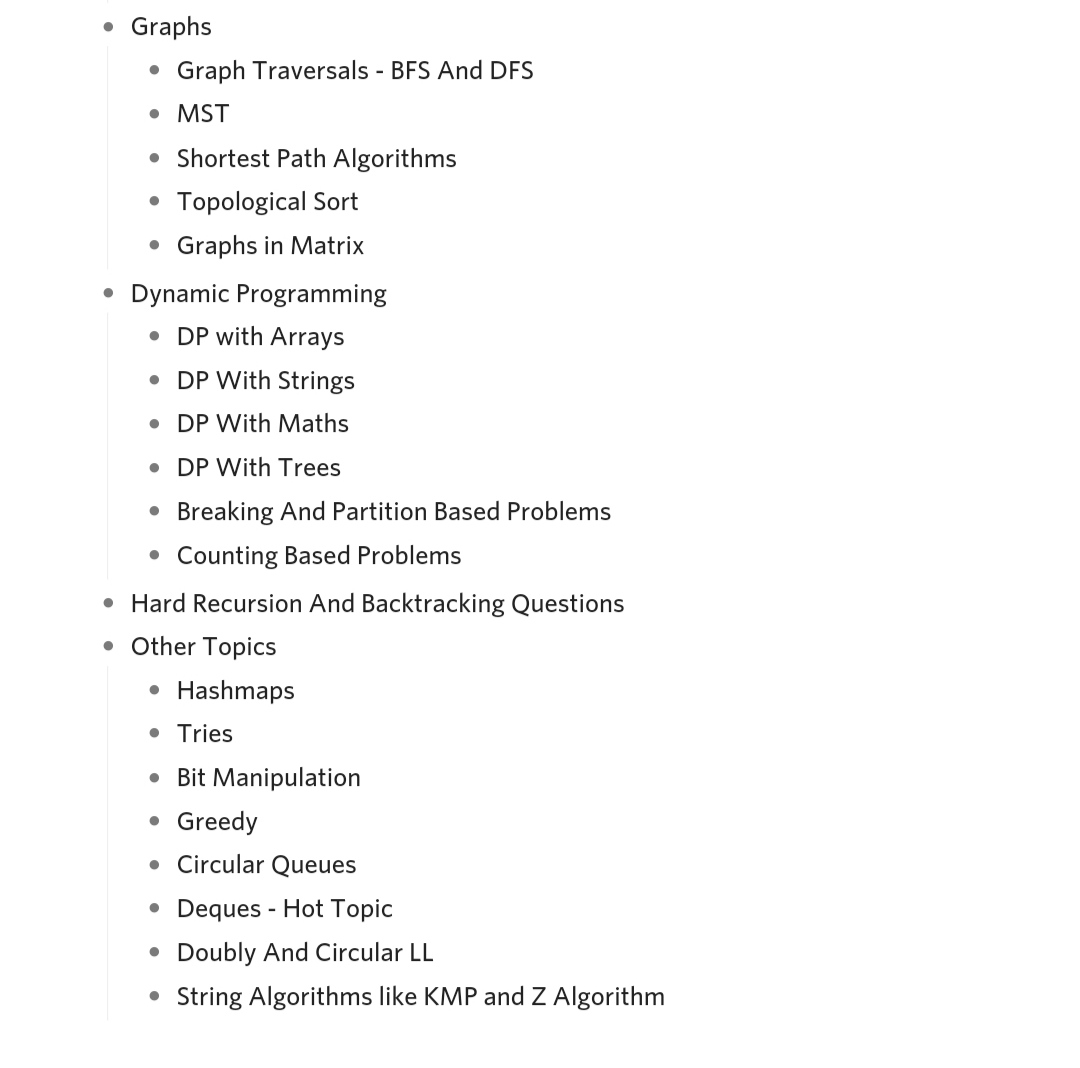 Graphs
Graph Traversals - BFS And DFS
MST
Shortest Path Algorithms
Topological Sort
Graphs in Matrix
Dynamic Programming
DP with Arrays
DP With Strings
DP With Maths
DP With Trees
Breaking And Partition Based Problems
Counting Based Problems
Hard Recursion And Backtracking Questions
Other Topics
Hashmaps
Tries
Bit Manipulation
Greedy
Circular Queues
Deques - Hot Topic
Doubly And Circular LL
String Algorithms like KMP and Z Algorithm